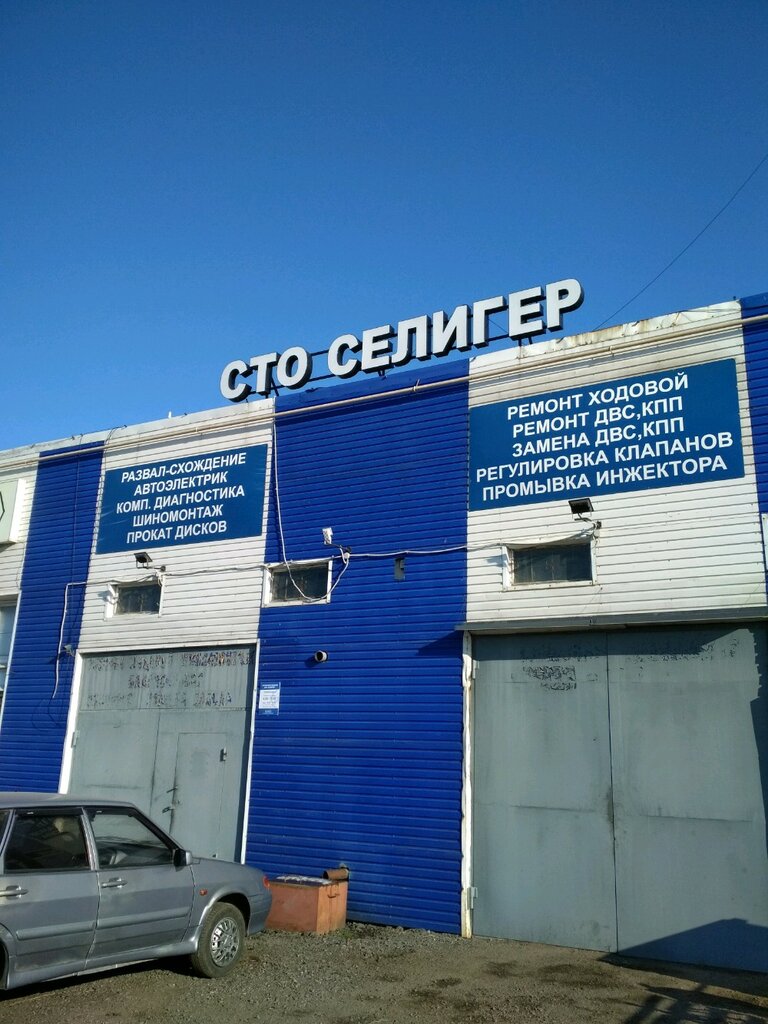 СТО СЕЛИГЕР
РАЗВАЛ-СХОЖДЕНИЕ
АВТОЭЛЕКТРИК
КОМП. ДИАГНОСТИКА
ШИНОМОНТАЖ
ПРОКАТ ДИСКОВ
РЕМОНТ ХОДОВОЙ
РЕМОНТ ДВС,КПП
ЗАМЕНА ДВС,КПП
РЕГУЛИРОВКА КЛАПАНОВ
ПРОМЫВКА ИНЖЕКТОРА